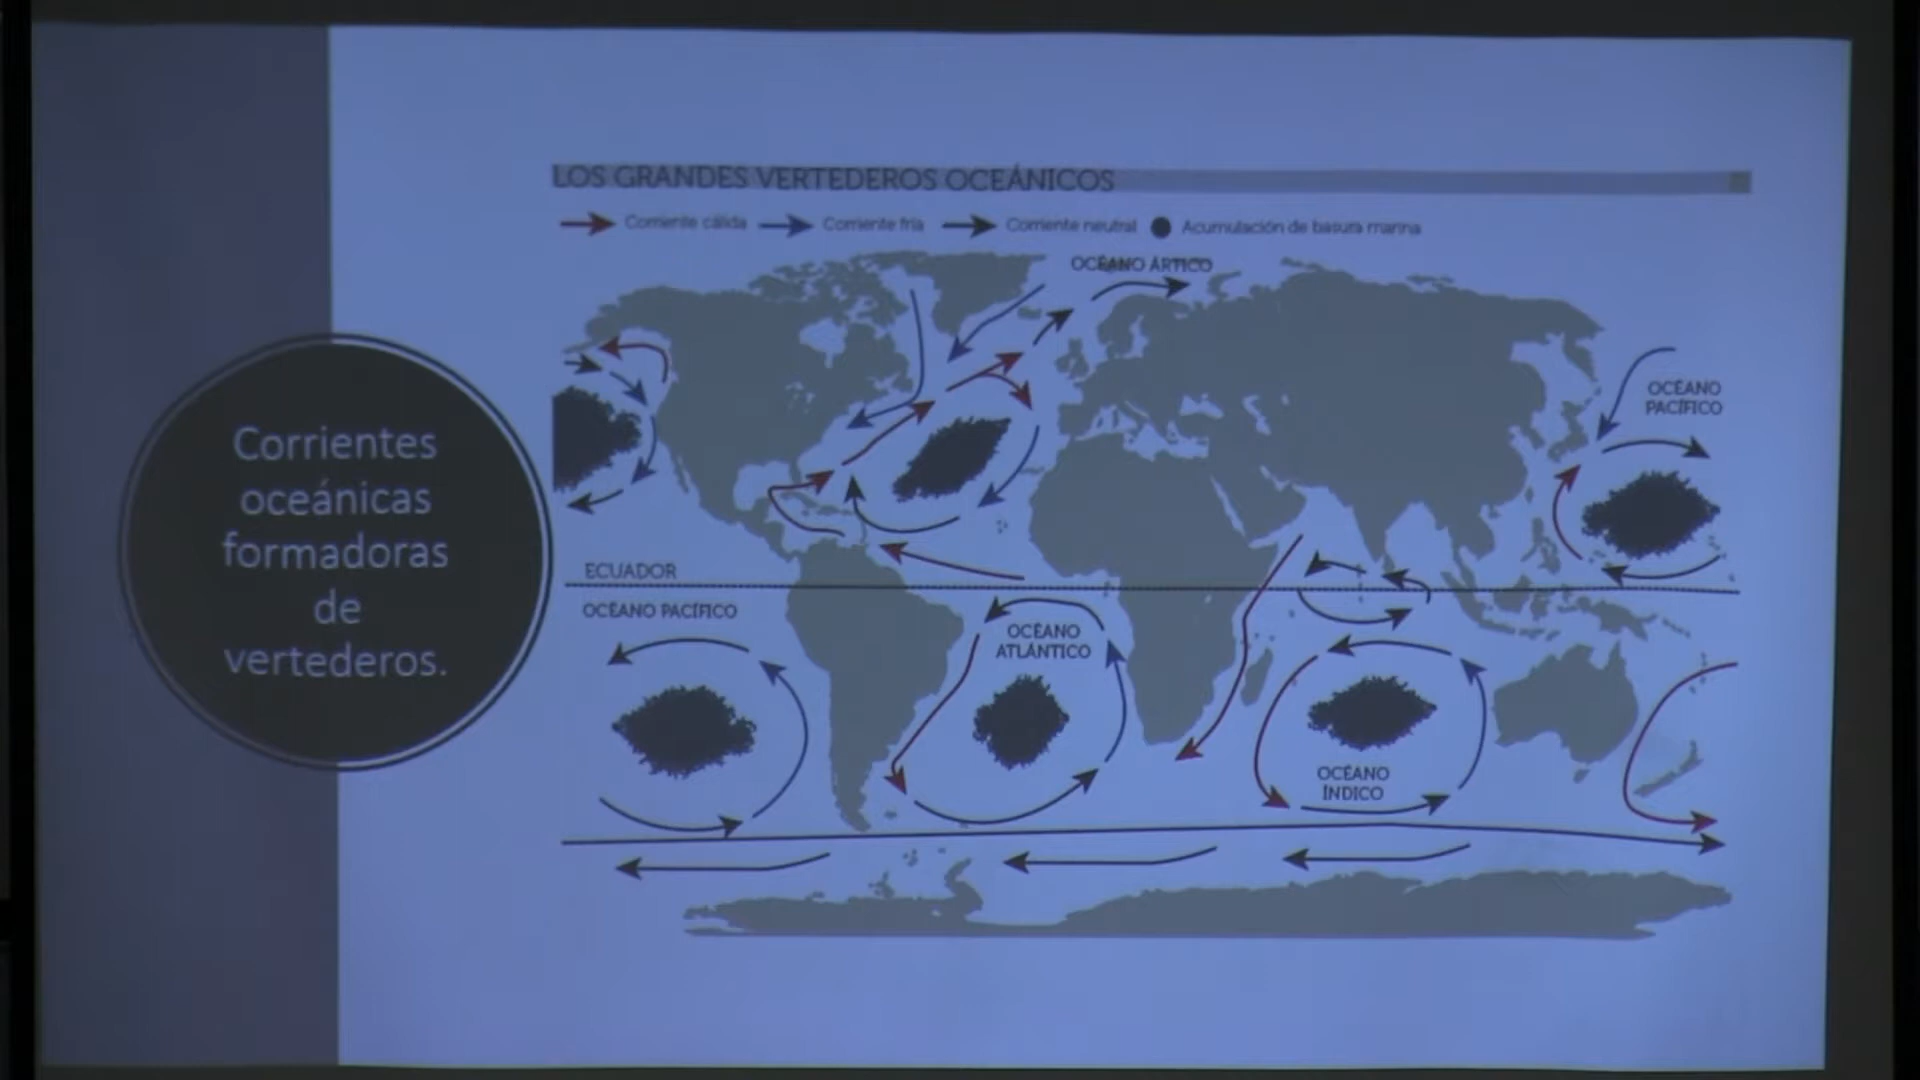 LOS GRANDES VERTEDEROS OCEÁNICOS
Corriente cálida
Corriente fría
Corriente neutral
Acumulación de basura marina
OCÉANO ÁRTICO
OCÉANO
PACÍFICO
Corrientes
oceánicas
formadoras
de
vertederos.
ECUADOR
OCÉANO PACÍFICO
OCÉANO
ATLÁNTICO
OCÉANO
ÍNDICO